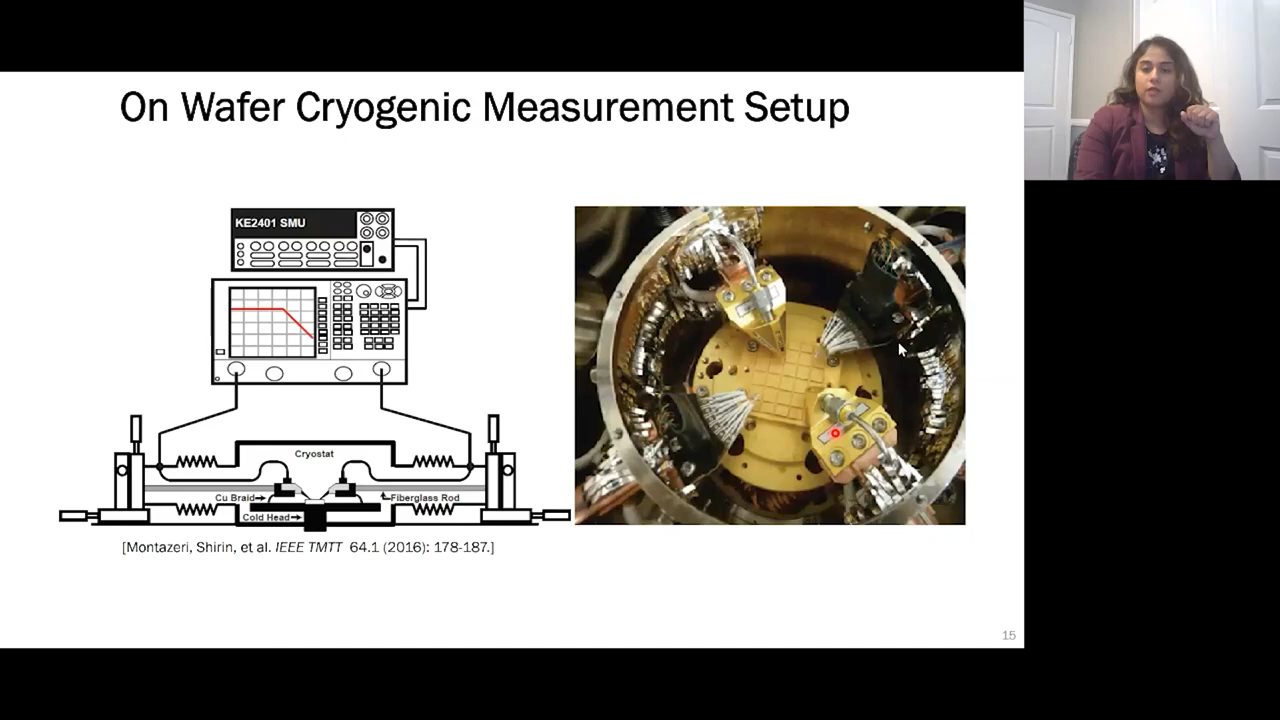 On Wafer Cryogenic Measurement Setup
KE2401 SMU
Cryostat
Cu Braid
Fiberglass Rod
Cold Head
[Montazeri, Shirin, et al. IEEE TMTT 64.1 (2016): 178-187.]
15